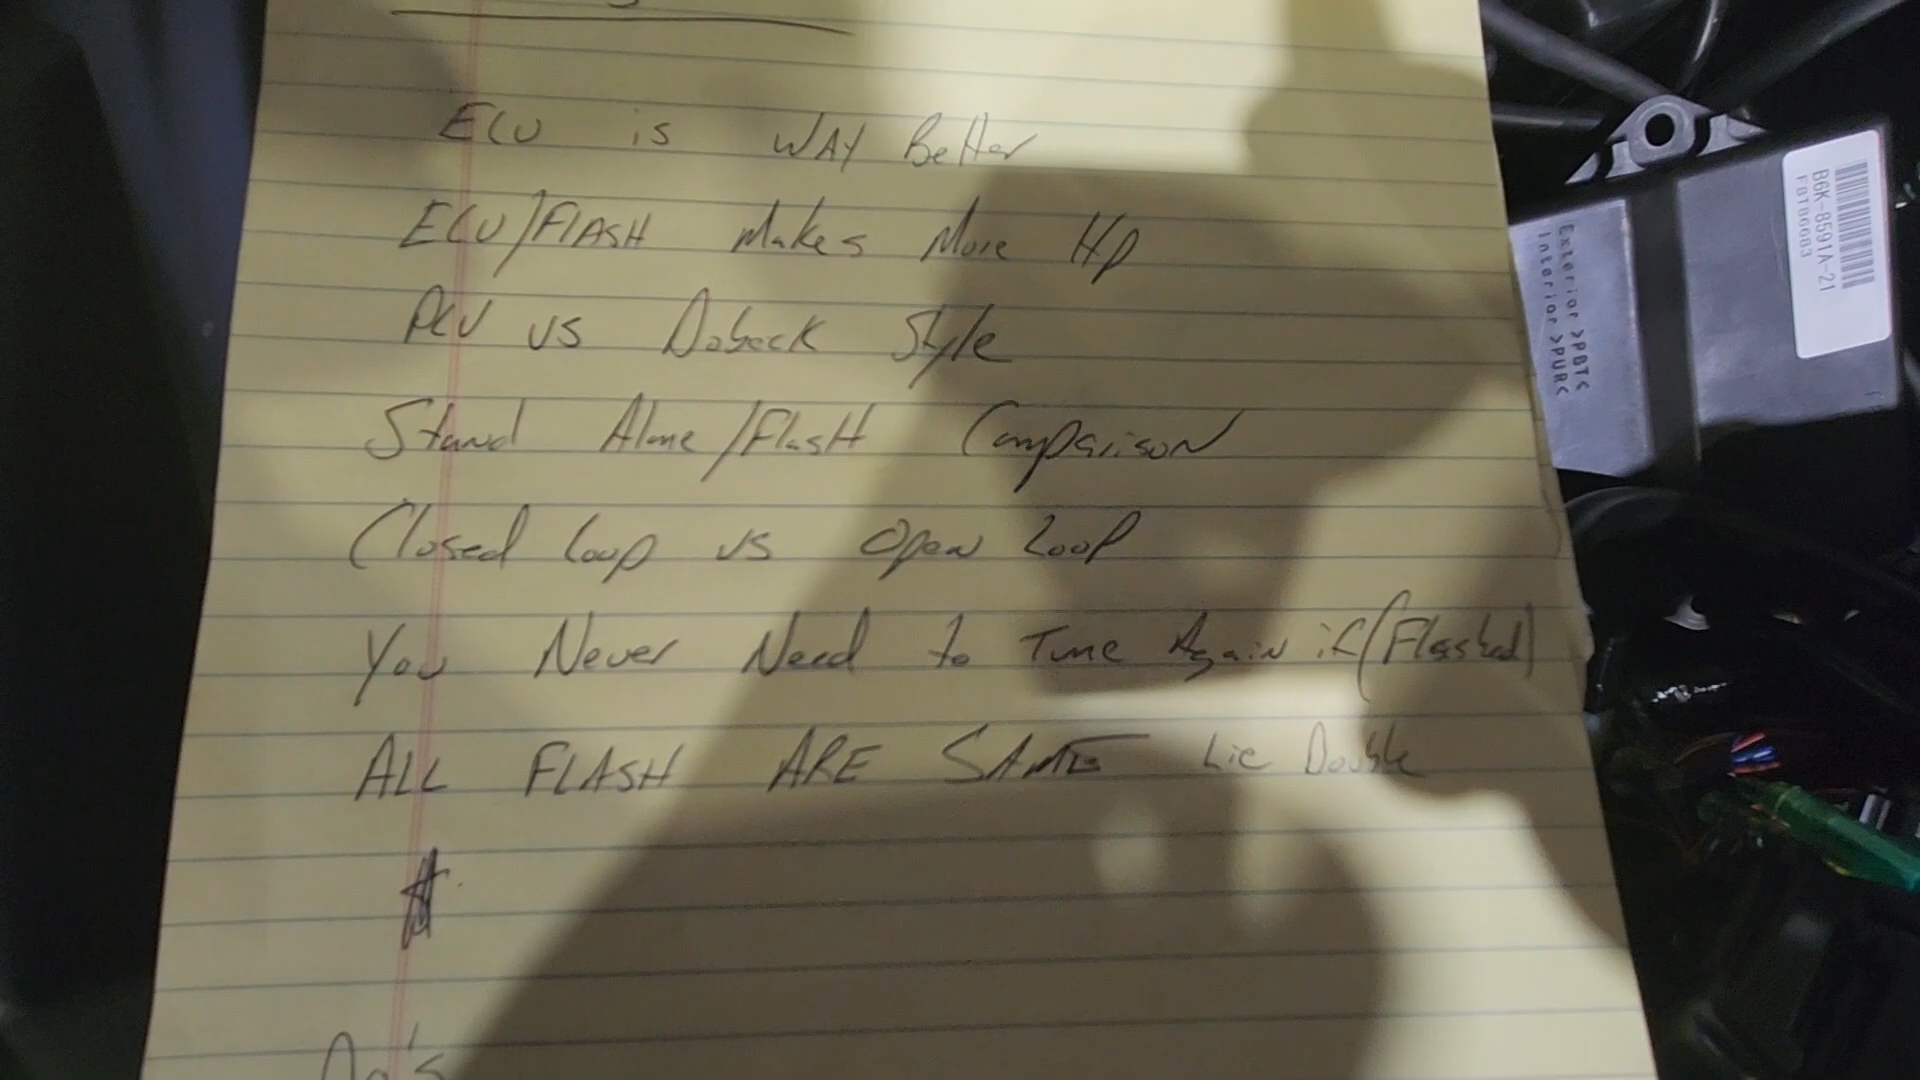 ECU is WAY Better
ECU/FLASH Makes More HP
PCV vs Dobeck Style
Stand Alone/Flash Comparison
Closed Loop vs Open Loop
You Never Need to Tune Again if (Flashed)
ALL FLASH ARE SAME Lie Double
$
B6K-8591A-21
F8T86683
Exterior >PBT<
Interior >PUR<